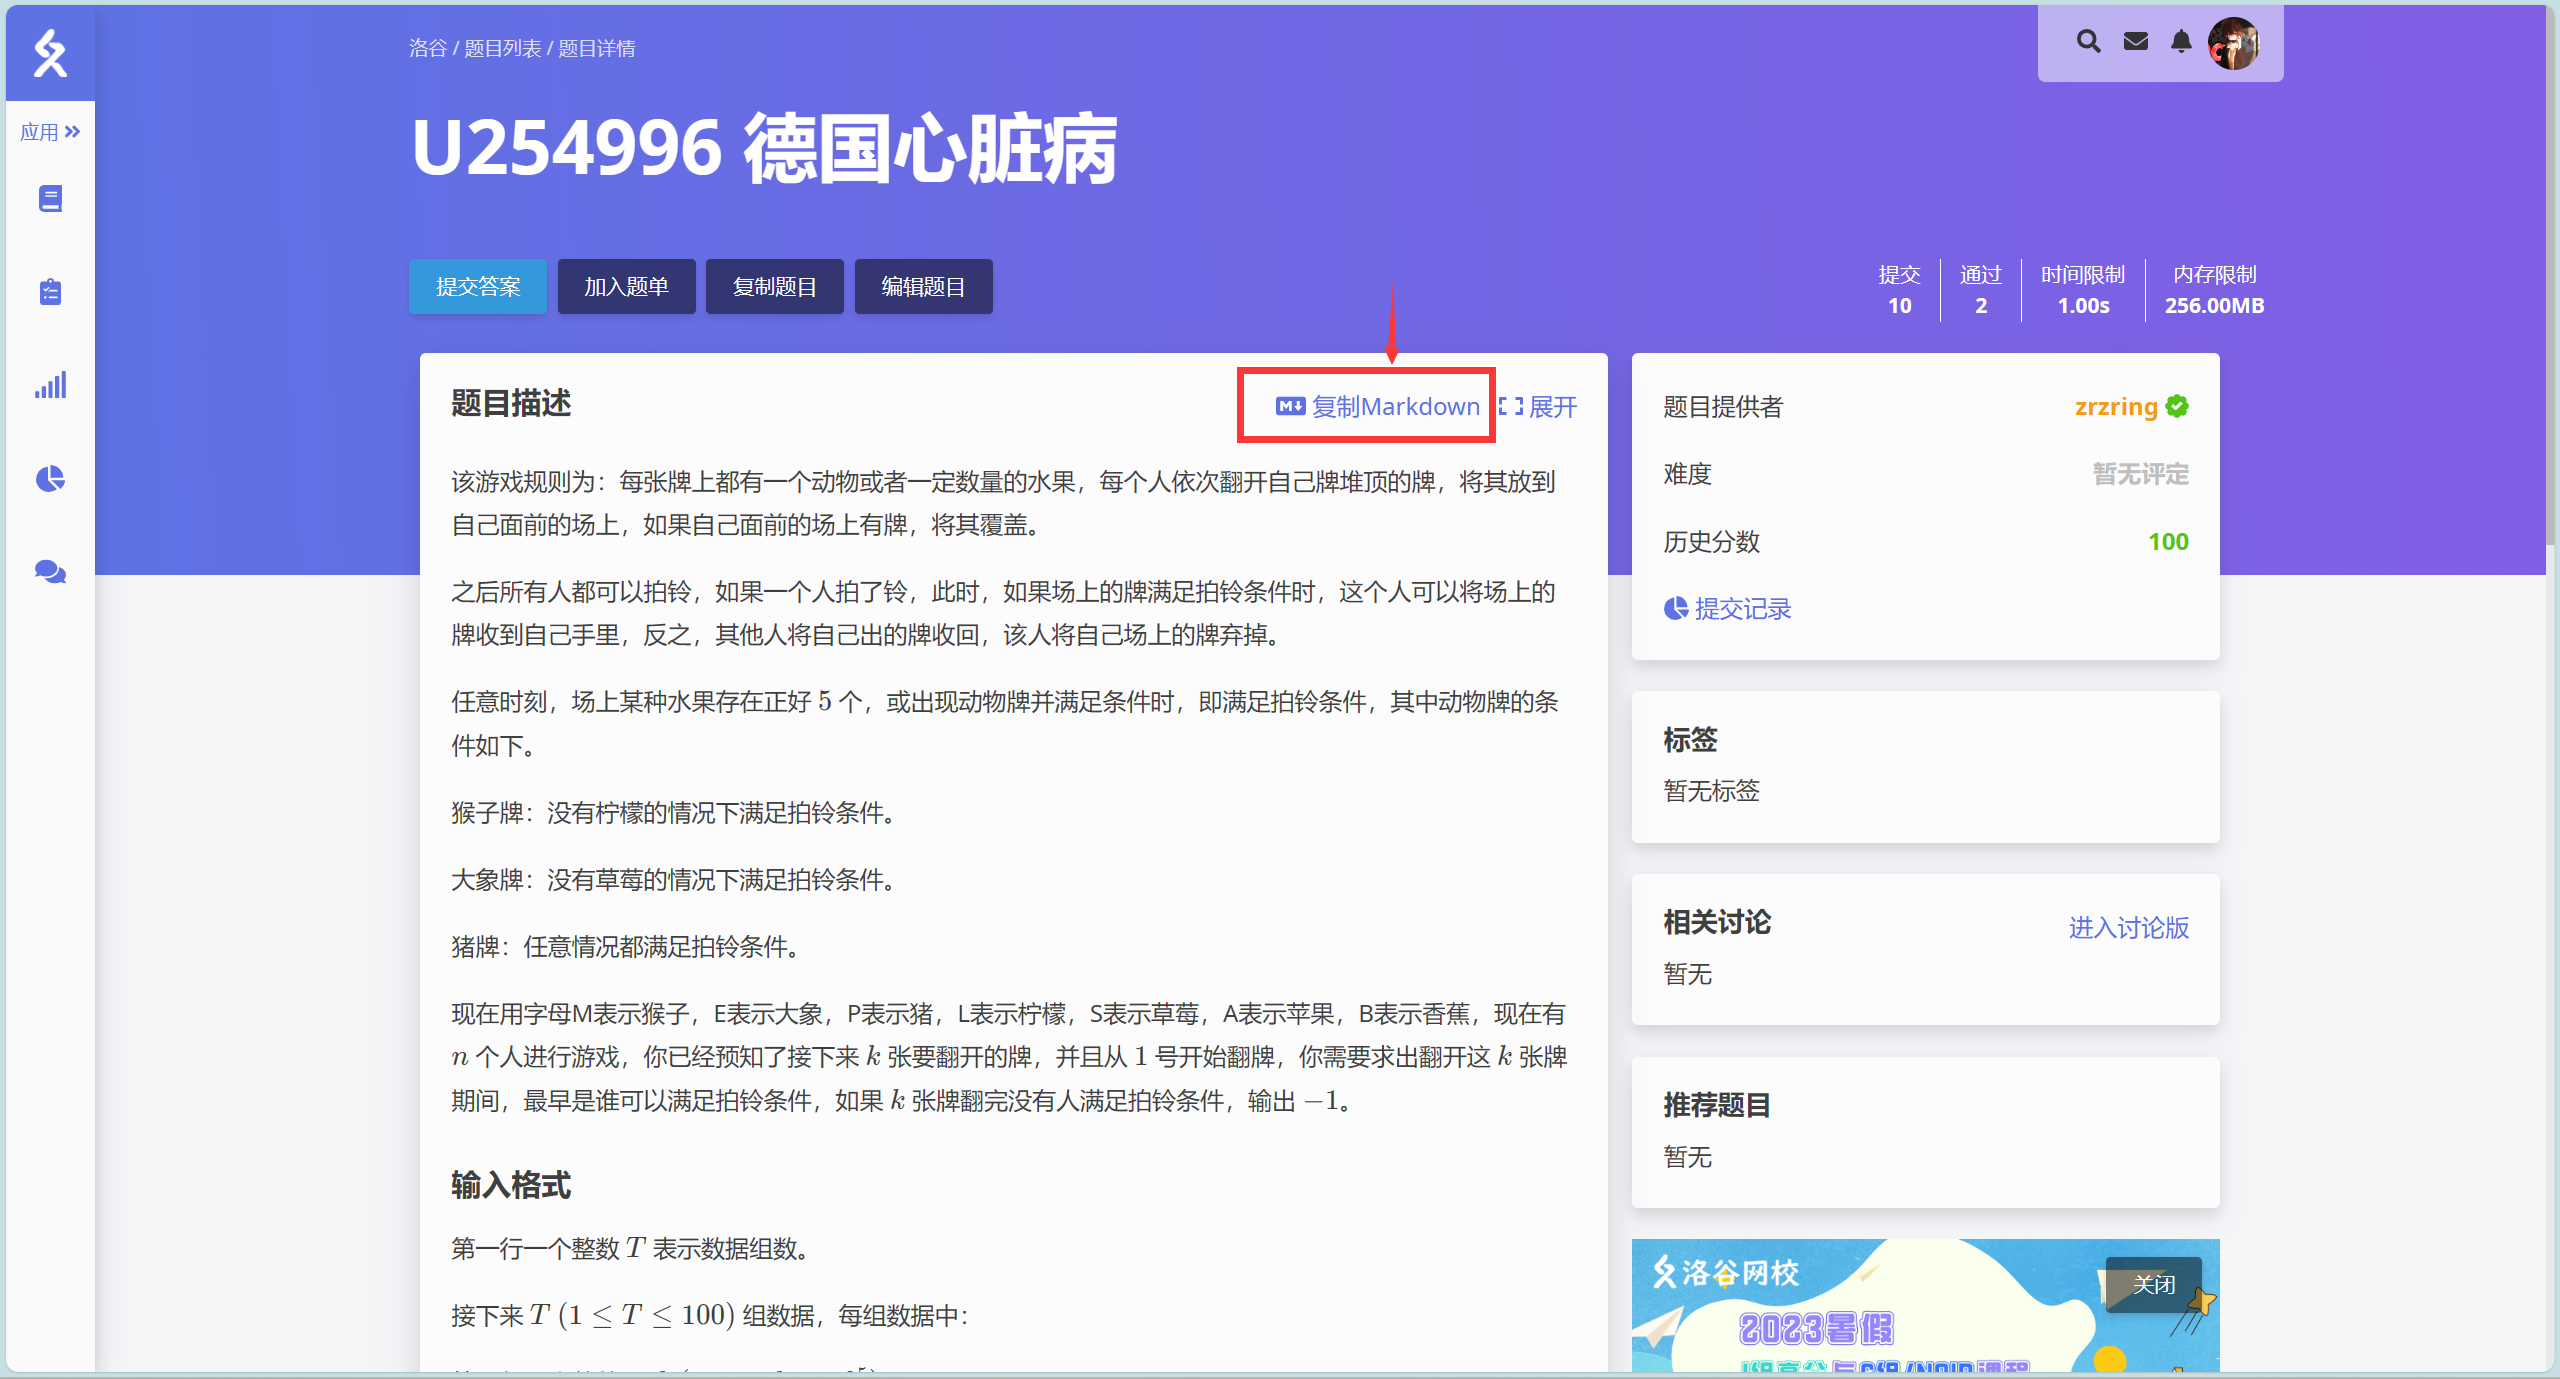 洛谷 / 题目列表 / 题目详情
应用
U254996 德国心脏病
提交答案
加入题单
复制题目
编辑题目
提交
10
通过
2
时间限制
1.00s
内存限制
256.00MB
题目描述
复制Markdown
展开
该游戏规则为：每张牌上都有一个动物或者一定数量的水果，每个人依次翻开自己牌堆顶的牌，将其放到
自己面前的场上，如果自己面前的场上有牌，将其覆盖。
之后所有人都可以拍铃，如果一个人拍了铃，此时，如果场上的牌满足拍铃条件时，这个人可以将场上的
牌收到自己手里，反之，其他人将自己出的牌收回，该人将自己场上的牌弃掉。
任意时刻，场上某种水果存在正好 5 个，或出现动物牌并满足条件时，即满足拍铃条件，其中动物牌的条
件如下。
猴子牌：没有柠檬的情况下满足拍铃条件。
大象牌：没有草莓的情况下满足拍铃条件。
猪牌：任意情况都满足拍铃条件。
现在用字母M表示猴子，E表示大象，P表示猪，L表示柠檬，S表示草莓，A表示苹果，B表示香蕉，现在有
n 个人进行游戏，你已经预知了接下来 k 张要翻开的牌，并且从 1 号开始翻牌，你需要求出翻开这 k 张牌
期间，最早是谁可以满足拍铃条件，如果 k 张牌翻完没有人满足拍铃条件，输出 −1。
输入格式
第一行一个整数 T 表示数据组数。
接下来 T (1 ≤ T ≤ 100) 组数据，每组数据中：
题目提供者
zrzring
难度
暂无评定
历史分数
100
提交记录
标签
暂无标签
相关讨论
进入讨论版
暂无
推荐题目
暂无
洛谷网校
关闭
2023暑假